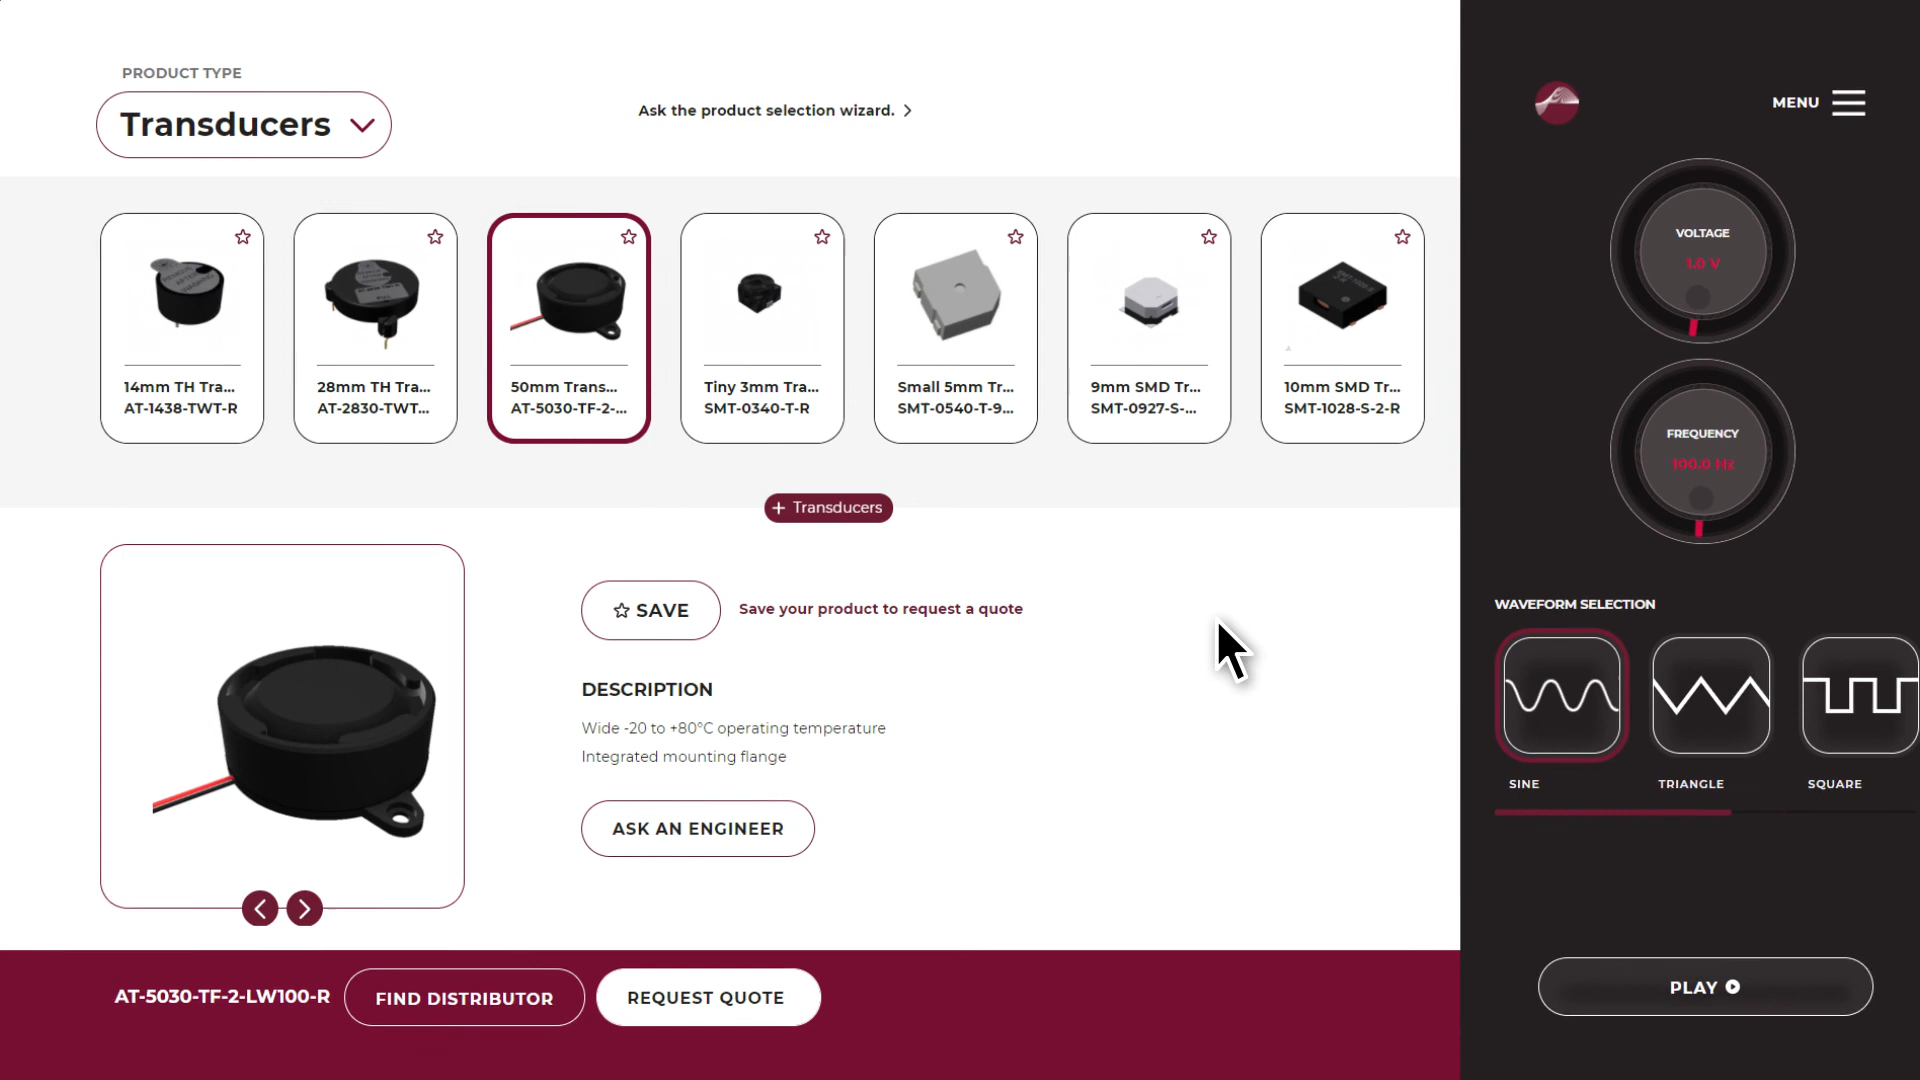 PRODUCT TYPE
Transducers
Ask the product selection wizard.
14mm TH Tra...
AT-1438-TWT-R
28mm TH Tra...
AT-2830-TWT...
50mm Trans...
AT-5030-TF-2-...
Tiny 3mm Tra...
SMT-0340-T-R
Small 5mm Tr...
SMT-0540-T-9...
9mm SMD Tr...
SMT-0927-S-...
10mm SMD Tr...
SMT-1028-S-2-R
+ Transducers
SAVE
Save your product to request a quote
DESCRIPTION
Wide -20 to +80°C operating temperature
Integrated mounting flange
ASK AN ENGINEER
AT-5030-TF-2-LW100-R
FIND DISTRIBUTOR
REQUEST QUOTE
MENU
VOLTAGE
1.0 V
FREQUENCY
100.0 Hz
WAVEFORM SELECTION
SINE
TRIANGLE
SQUARE
PLAY